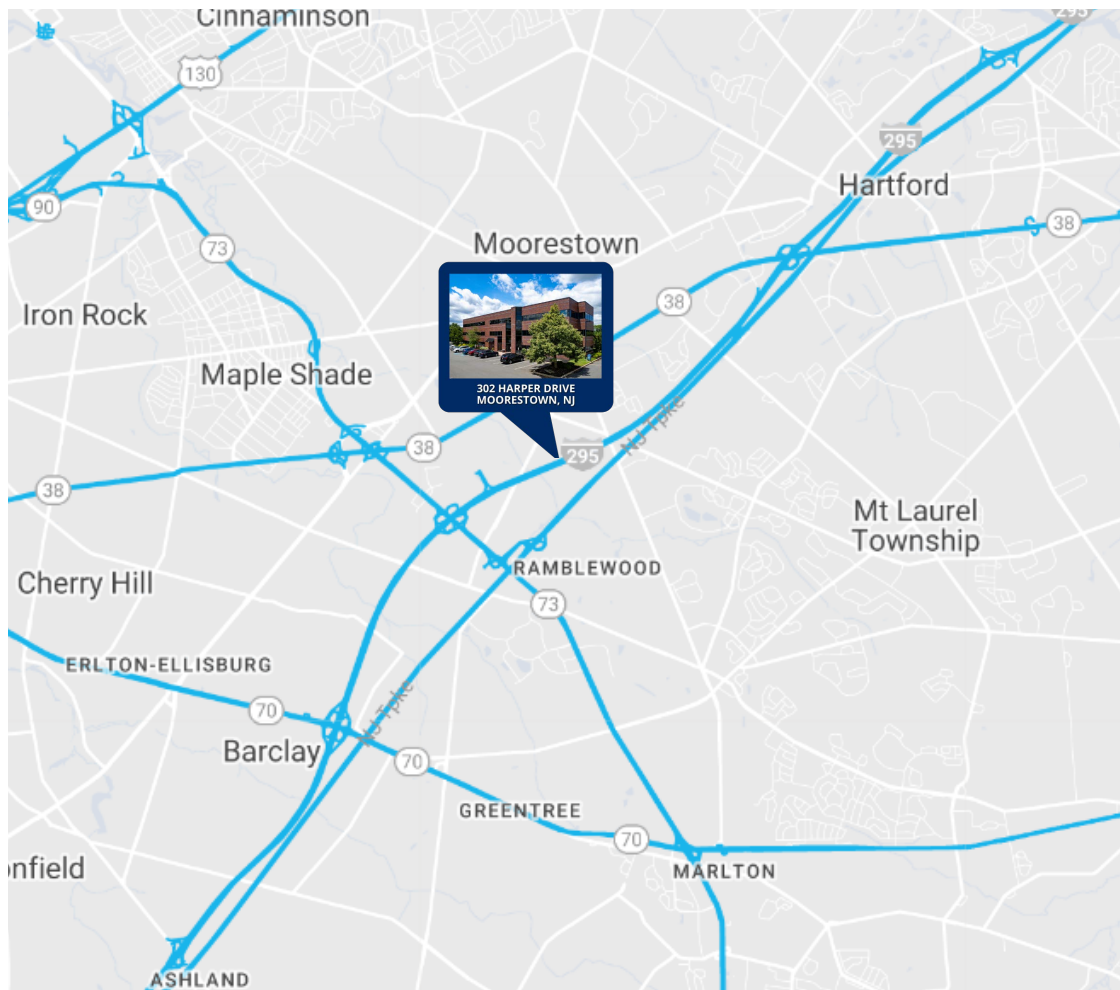 295
Cinnaminson
130
295
Hartford
90
38
73
Moorestown
38
Iron Rock
Maple Shade
302 HARPER DRIVE
MOORESTOWN, NJ
NJ Tpke
38
295
38
Mt Laurel
Township
RAMBLEWOOD
Cherry Hill
73
ERLTON-ELLISBURG
70
NJ Tpke
Barclay
70
GREENTREE
70
onfield
MARLTON
ASHLAND